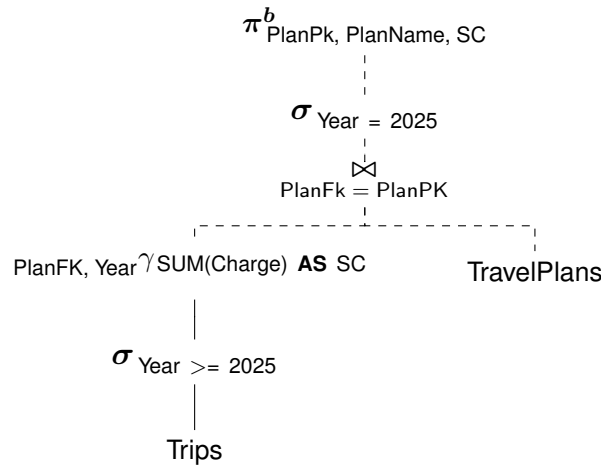 π^b PlanPk, PlanName, SC
σ Year = 2025
⋈
PlanFk = PlanPK
PlanFK, Year γ SUM(Charge) AS SC
TravelPlans
σ Year >= 2025
Trips